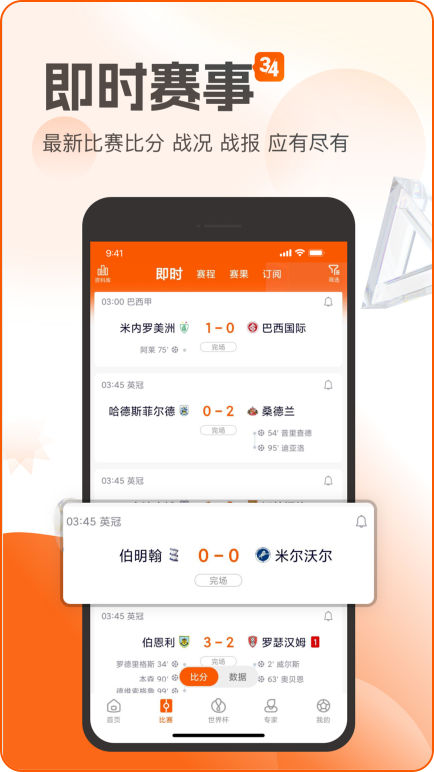 即时赛事 34
最新比赛比分 战况 战报 应有尽有
9:41
资料库 即时 赛程 赛果 订阅 筛选
03:00 巴西甲
米内罗美洲 1-0 巴西国际
阿莱 75' 完场
03:45 英冠
哈德斯菲尔德 0-2 桑德兰
完场 54' 普里查德
95' 迪亚洛
03:45 英冠
03:45 英冠
伯明翰 0-0 米尔沃尔
完场
03:45 英冠
伯恩利 3-2 罗瑟汉姆 1
罗德里格斯 34' 完场 2' 威尔斯
本森 90' 63' 奥贝恩
德维索格鲁 99'
比分 数据
首页 比赛 世界杯 专家 我的